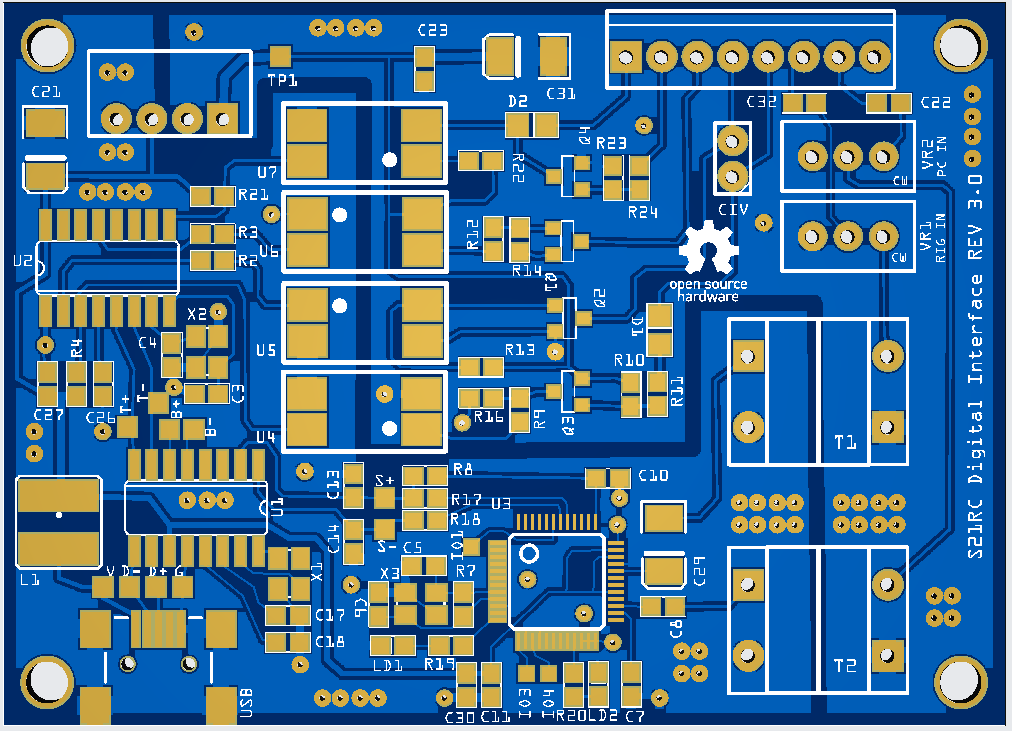 C23
TP1
C21
C31
D2
C32
C22
Q4
R23
VR2
PC IN
CW
U7
R22
R21
R24
CIV
R3
R12
U6
R2
R14
U2
Q1
VR1
RIG IN
CW
open source
hardware
S21RC Digital Interface REV 3.0
X2
Q2
D1
C4
R4
U5
R13
R10
R11
C3
T-
T+
B+
B-
C27
C26
R16
R9
Q3
U4
T1
R8
C10
C13
S+
R17
U3
U1
R18
C14
S-
IO1
C5
L1
V D- D+ G
X1
X3
R7
C29
C6
C17
C8
C18
LD1
R19
T2
USB
C30
C11
IO3
IO4
R20
LD2
C7